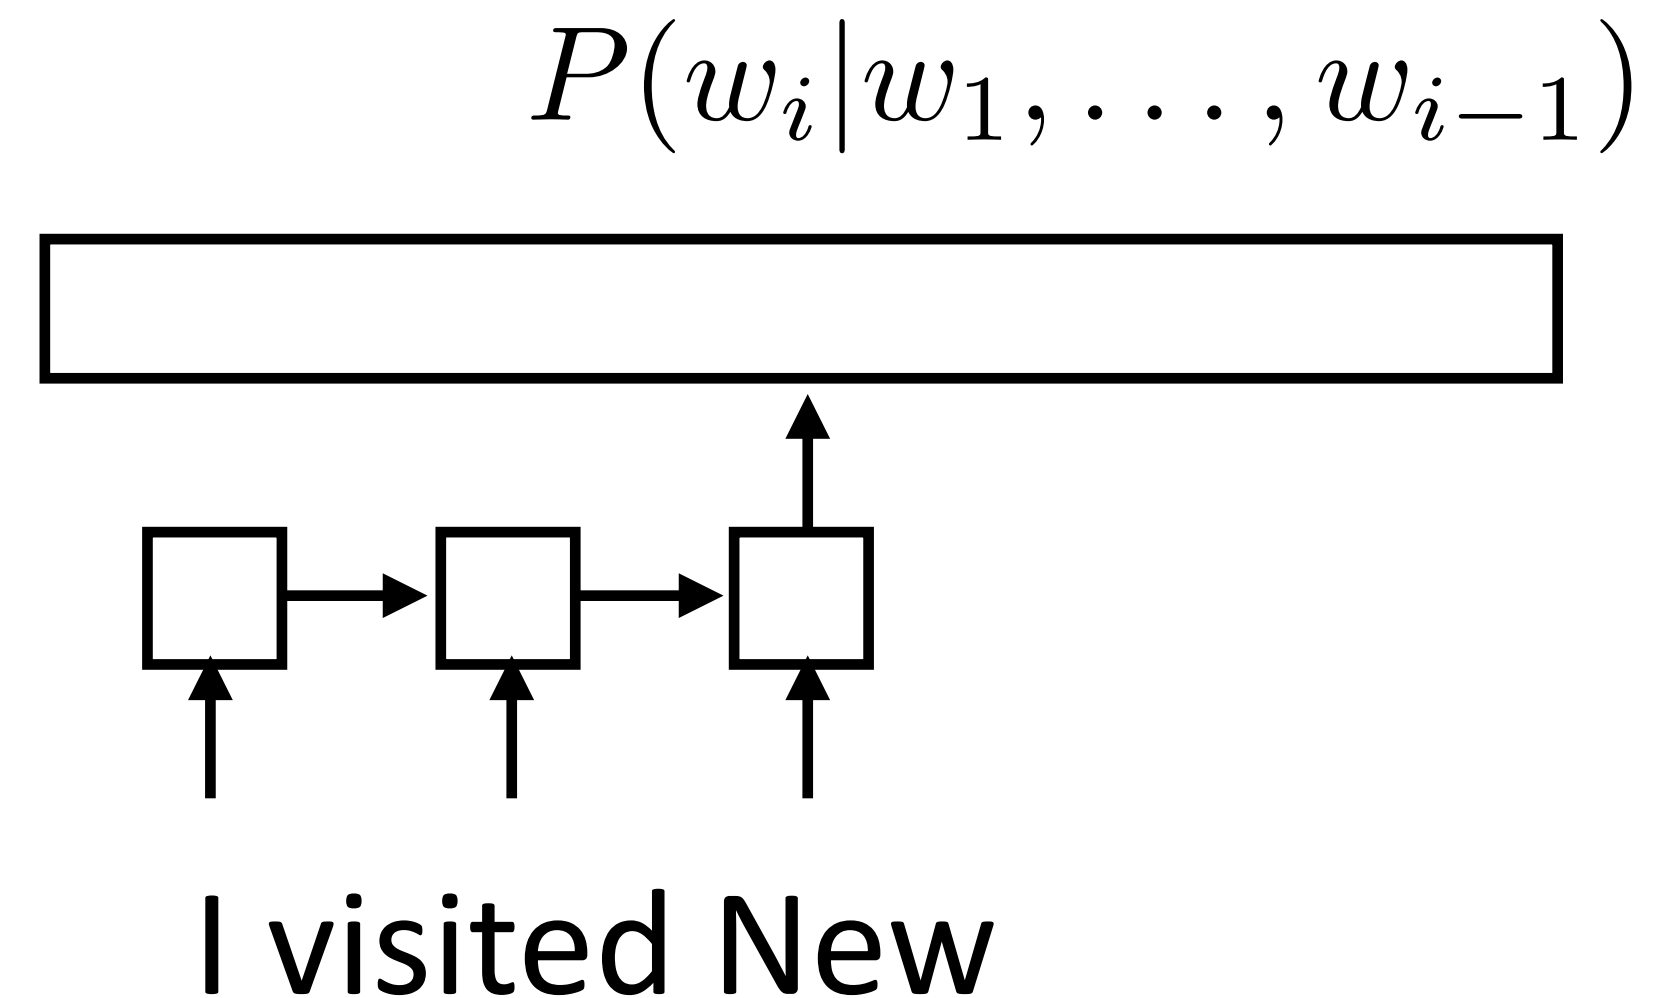 P(w_i|w_1, . . . , w_{i−1})
I visited New